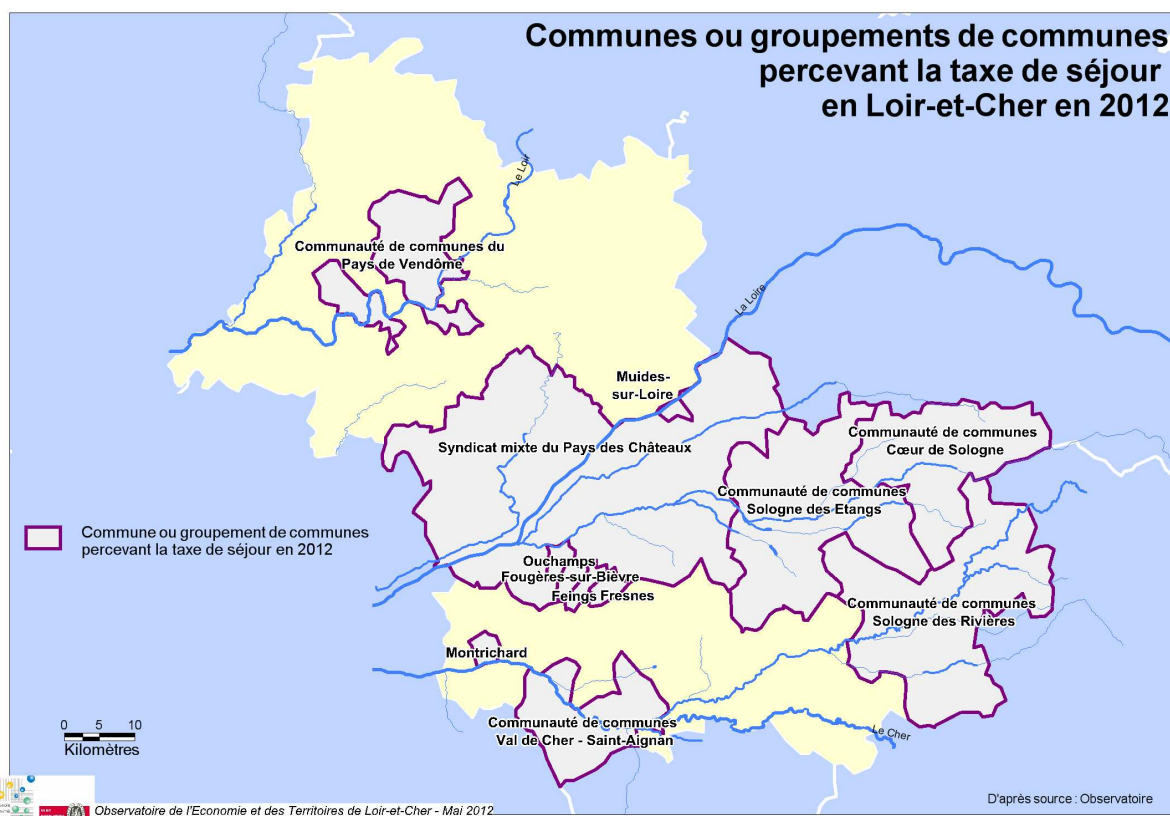 Communes ou groupements de communes
percevant la taxe de séjour
en Loir-et-Cher en 2012
Le Loir
Communauté de communes du
Pays de Vendôme
La Loire
Muides-
sur-Loire
Communauté de communes
Cœur de Sologne
Syndicat mixte du Pays des Châteaux
Communauté de communes
Sologne des Etangs
Commune ou groupement de communes
percevant la taxe de séjour en 2012
Ouchamps
Fougères-sur-Bièvre
Feings Fresnes
Communauté de communes
Sologne des Rivières
Montrichard
Communauté de communes
Val de Cher - Saint-Aignan
Le Cher
0 5 10
Kilomètres
D'après source : Observatoire
Observatoire de l'Economie et des Territoires de Loir-et-Cher - Mai 2012